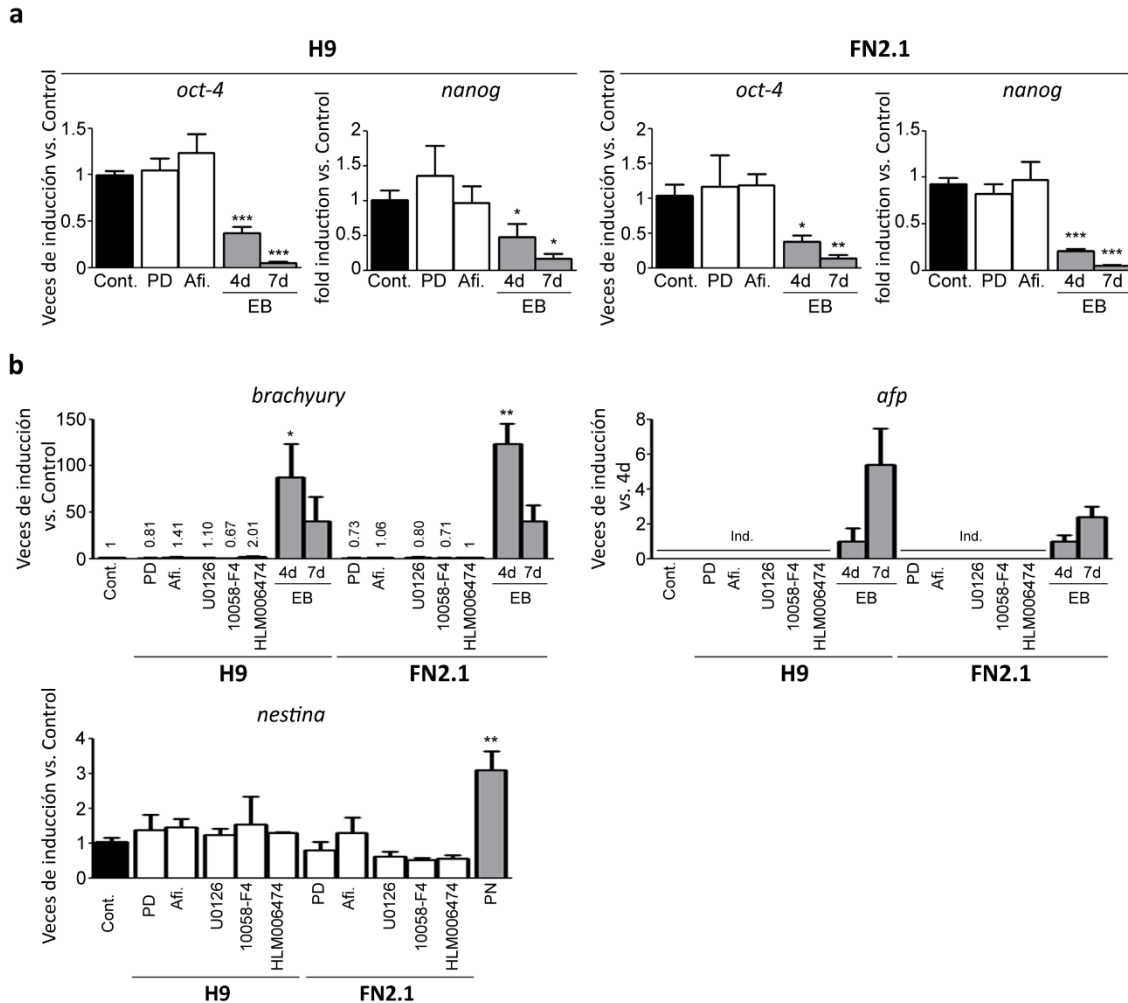 a
H9
FN2.1
oct-4
nanog
oct-4
nanog
Veces de inducción vs. Control
1.5
1
0.5
0
***
***
Cont. PD Afi. 4d 7d
EB
fold induction vs. Control
2
1.5
1
0.5
0
*
*
Cont. PD Afi. 4d 7d
EB
Veces de inducción vs. Control
2
1.5
1
0.5
0
*
**
Cont. PD Afi. 4d 7d
EB
fold induction vs. Control
1.5
1
0.5
0
***
***
Cont. PD Afi. 4d 7d
EB
b
brachyury
Veces de inducción
vs. Control
150
100
50
0
1
0.81
1.41
1.10
0.67
2.01
*
0.73
1.06
0.80
0.71
1
**
Cont.
PD
Afi.
U0126
10058-F4
HLM006474
4d 7d
EB
PD
Afi.
U0126
10058-F4
HLM006474
4d 7d
EB
H9
FN2.1
afp
Veces de inducción
vs. 4d
8
6
4
2
0
Ind.
Ind.
Cont.
PD
Afi.
U0126
10058-F4
HLM006474
4d 7d
EB
PD
Afi.
U0126
10058-F4
HLM006474
4d 7d
EB
H9
FN2.1
nestina
Veces de inducción vs. Control
4
3
2
1
0
**
Cont.
PD
Afi.
U0126
10058-F4
HLM006474
PD
Afi.
U0126
10058-F4
HLM006474
PN
H9
FN2.1